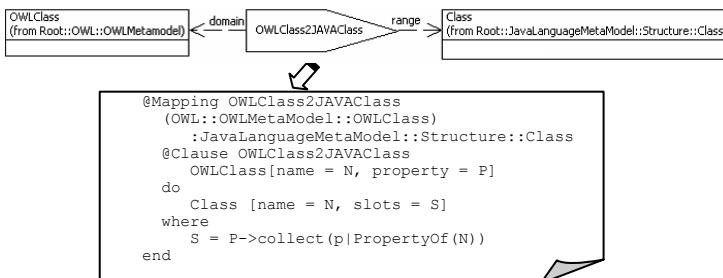 OWLClass
(from Root::OWL::OWLMetamodel)
domain
OWLClass2JAVAClass
range
Class
(from Root::JavaLanguageMetaModel::Structure::Class
@Mapping OWLClass2JAVAClass
(OWL::OWLMetaModel::OWLClass)
:JavaLanguageMetaModel::Structure::Class
@Clause OWLClass2JAVAClass
OWLClass[name = N, property = P]
do
Class [name = N, slots = S]
where
S = P->collect(p|PropertyOf(N))
end